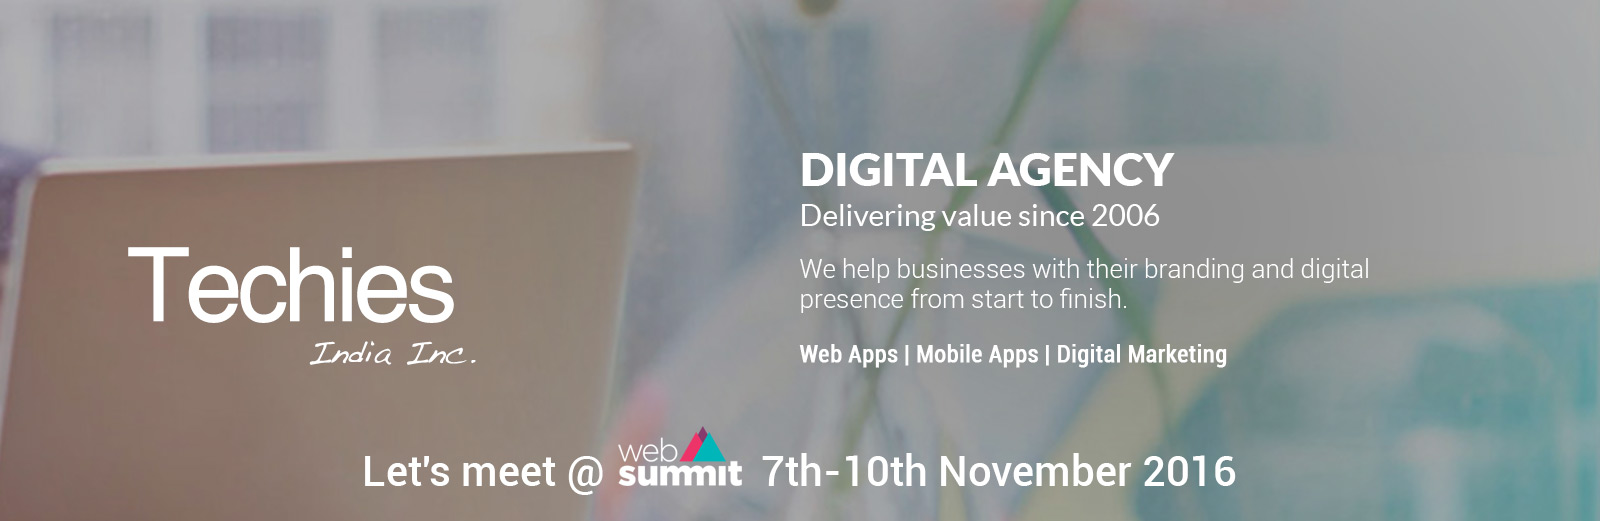 Techies
India Inc.
DIGITAL AGENCY
Delivering value since 2006
We help businesses with their branding and digital
presence from start to finish.
Web Apps | Mobile Apps | Digital Marketing
Let's meet @ web summit 7th-10th November 2016